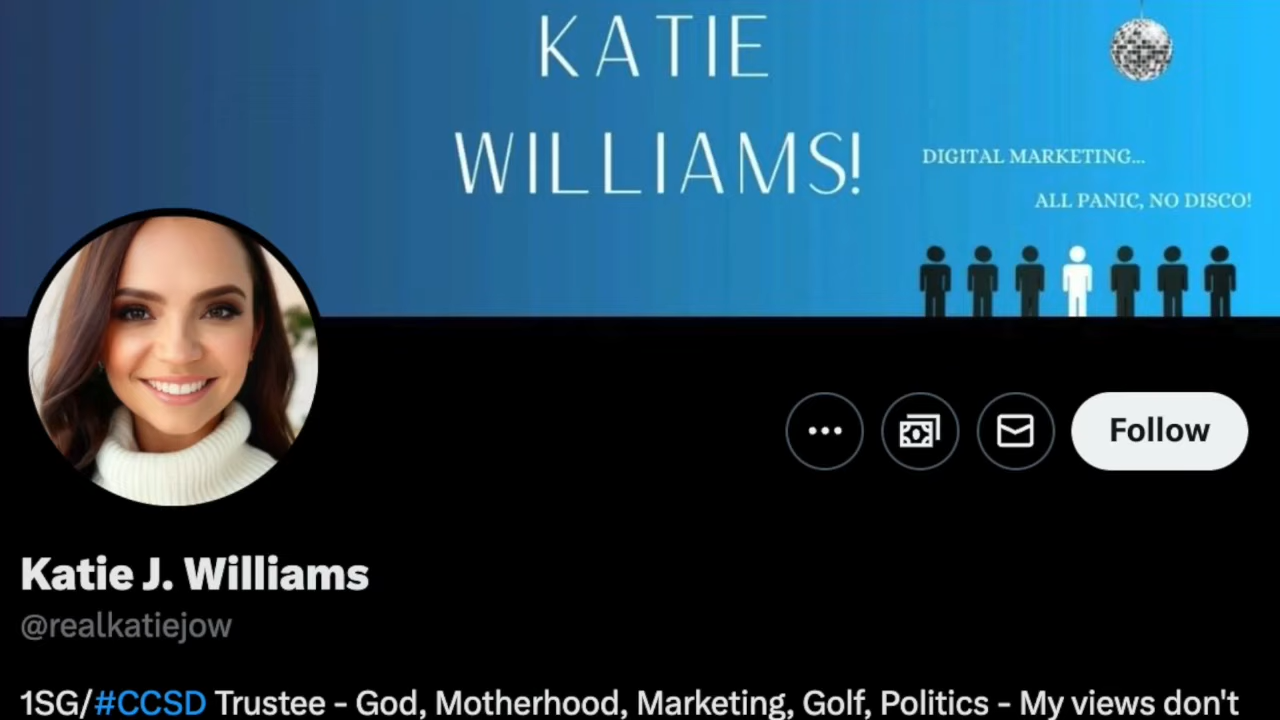 KATIE
WILLIAMS!
DIGITAL MARKETING...
ALL PANIC, NO DISCO!
Follow
Katie J. Williams
@realkatiejow
1SG/#CCSD Trustee - God, Motherhood, Marketing, Golf, Politics - My views don't